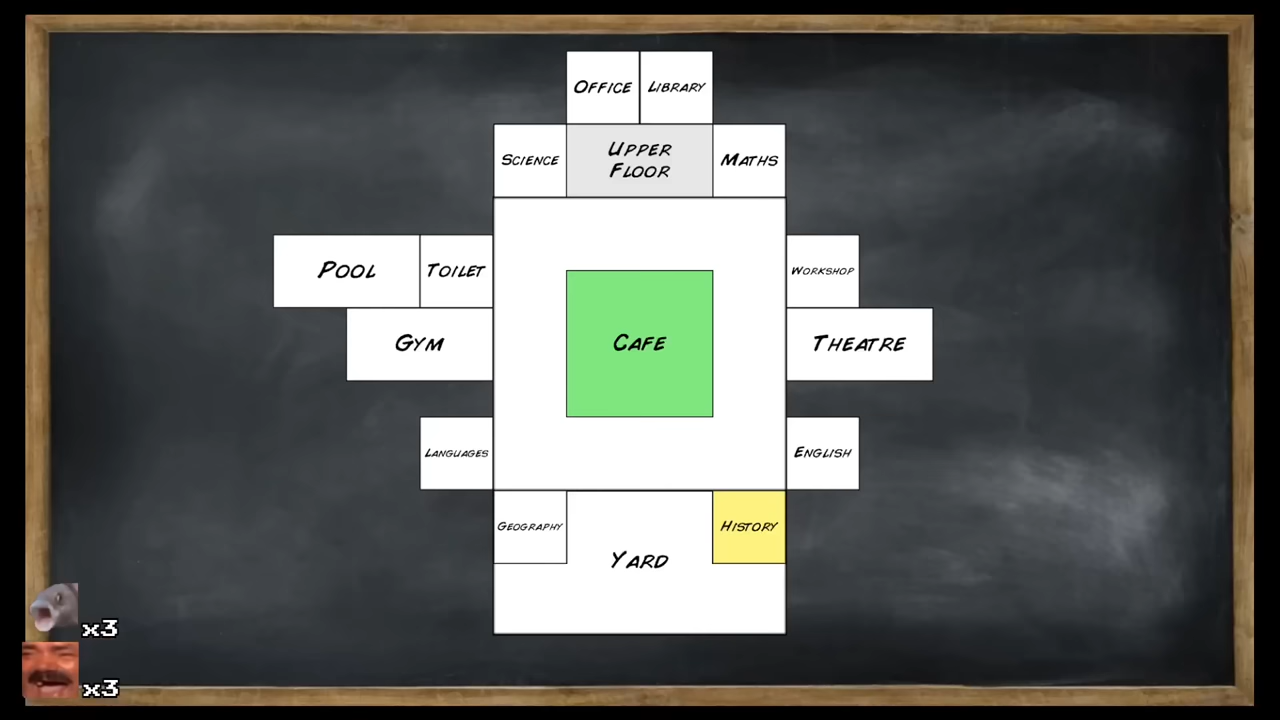 OFFICE LIBRARY
SCIENCE UPPER FLOOR MATHS
POOL TOILET WORKSHOP
GYM CAFE THEATRE
LANGUAGES ENGLISH
GEOGRAPHY HISTORY
YARD
x3
x3